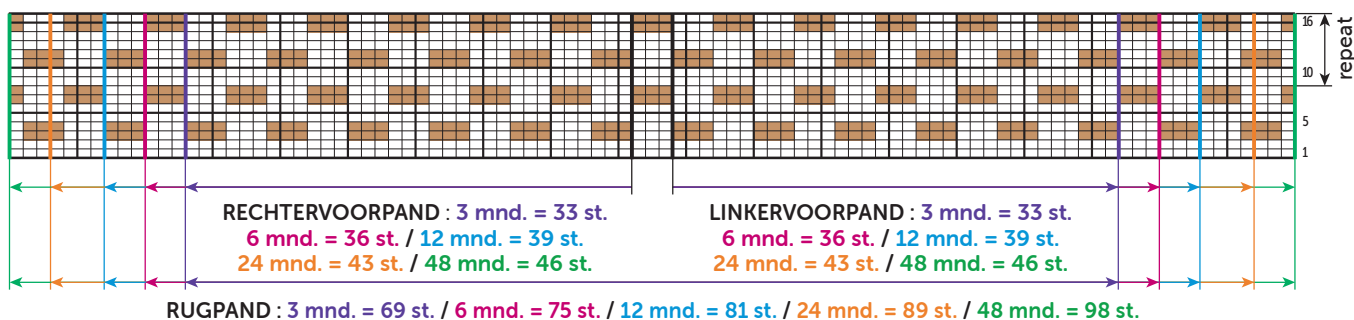 16
repeat
10
5
1
RECHTERVOORPAND : 3 mnd. = 33 st.
6 mnd. = 36 st. / 12 mnd. = 39 st.
24 mnd. = 43 st. / 48 mnd. = 46 st.
LINKERVOORPAND : 3 mnd. = 33 st.
6 mnd. = 36 st. / 12 mnd. = 39 st.
24 mnd. = 43 st. / 48 mnd. = 46 st.
RUGPAND : 3 mnd. = 69 st. / 6 mnd. = 75 st. / 12 mnd. = 81 st. / 24 mnd. = 89 st. / 48 mnd. = 98 st.